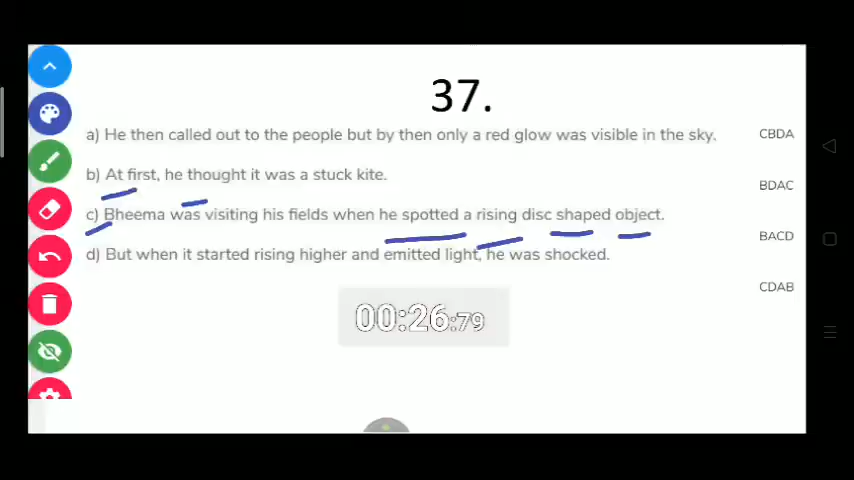 37.
a) He then called out to the people but by then only a red glow was visible in the sky.
CBDA
b) At first, he thought it was a stuck kite.
BDAC
c) Bheema was visiting his fields when he spotted a rising disc shaped object.
BACD
d) But when it started rising higher and emitted light, he was shocked.
CDAB
00:26:79